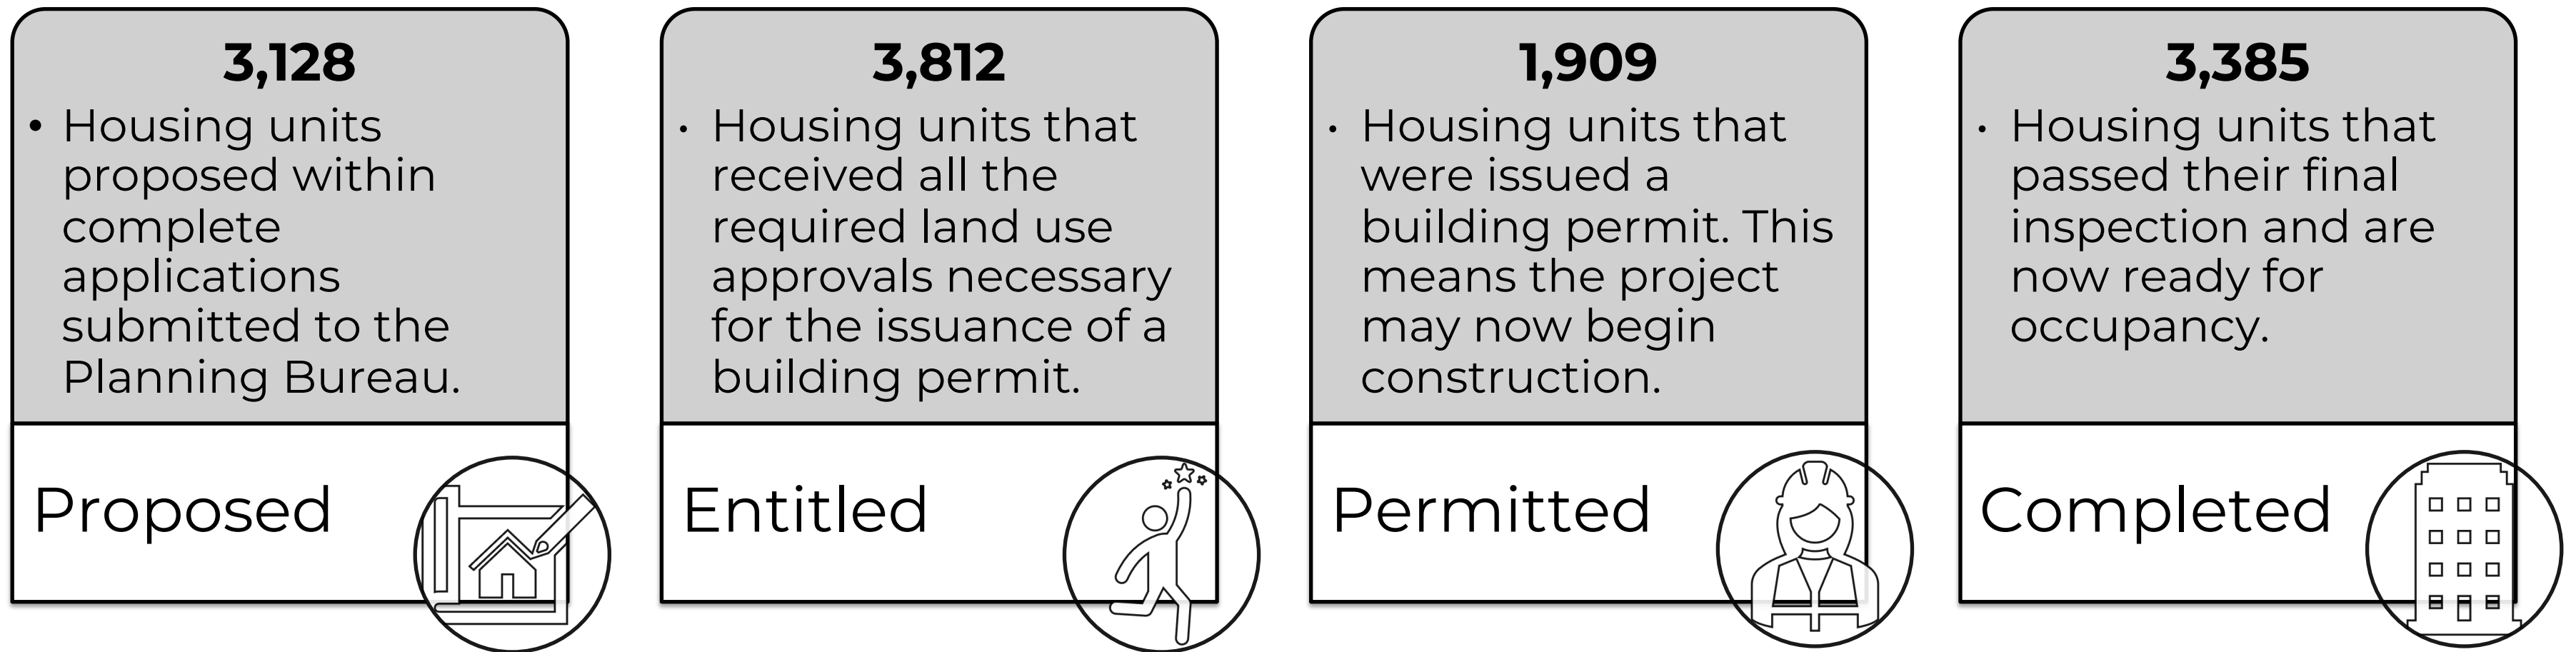 3,128
• Housing units
proposed within
complete
applications
submitted to the
Planning Bureau.
Proposed
3,812
• Housing units that
received all the
required land use
approvals necessary
for the issuance of a
building permit.
Entitled
1,909
• Housing units that
were issued a
building permit. This
means the project
may now begin
construction.
Permitted
3,385
• Housing units that
passed their final
inspection and are
now ready for
occupancy.
Completed